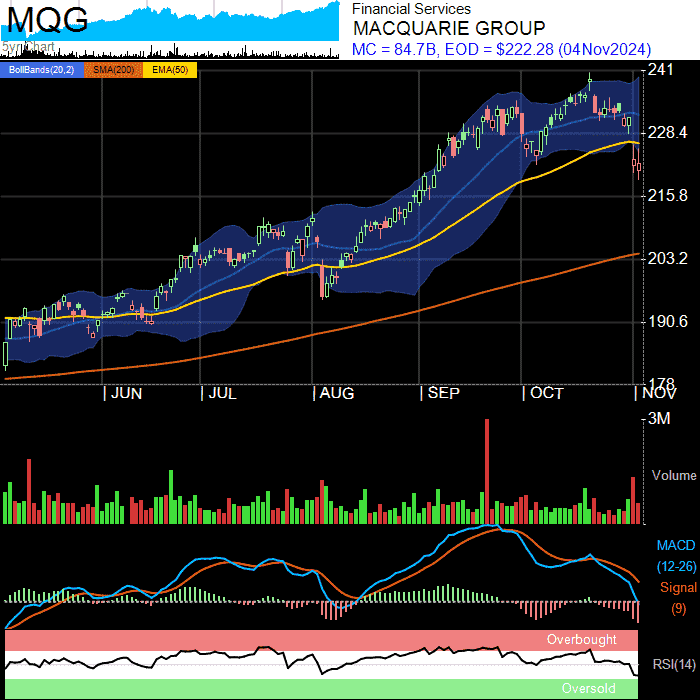 MQG
Financial Services
MACQUARIE GROUP
MC = 84.7B, EOD = $222.28 (04Nov2024)
BollBands(20,2) SMA(200) EMA(50)
241
228.4
215.8
203.2
190.6
178
JUN JUL AUG SEP OCT NOV
3M
Volume
MACD
(12-26)
Signal
(9)
Overbought
RSI(14)
Oversold